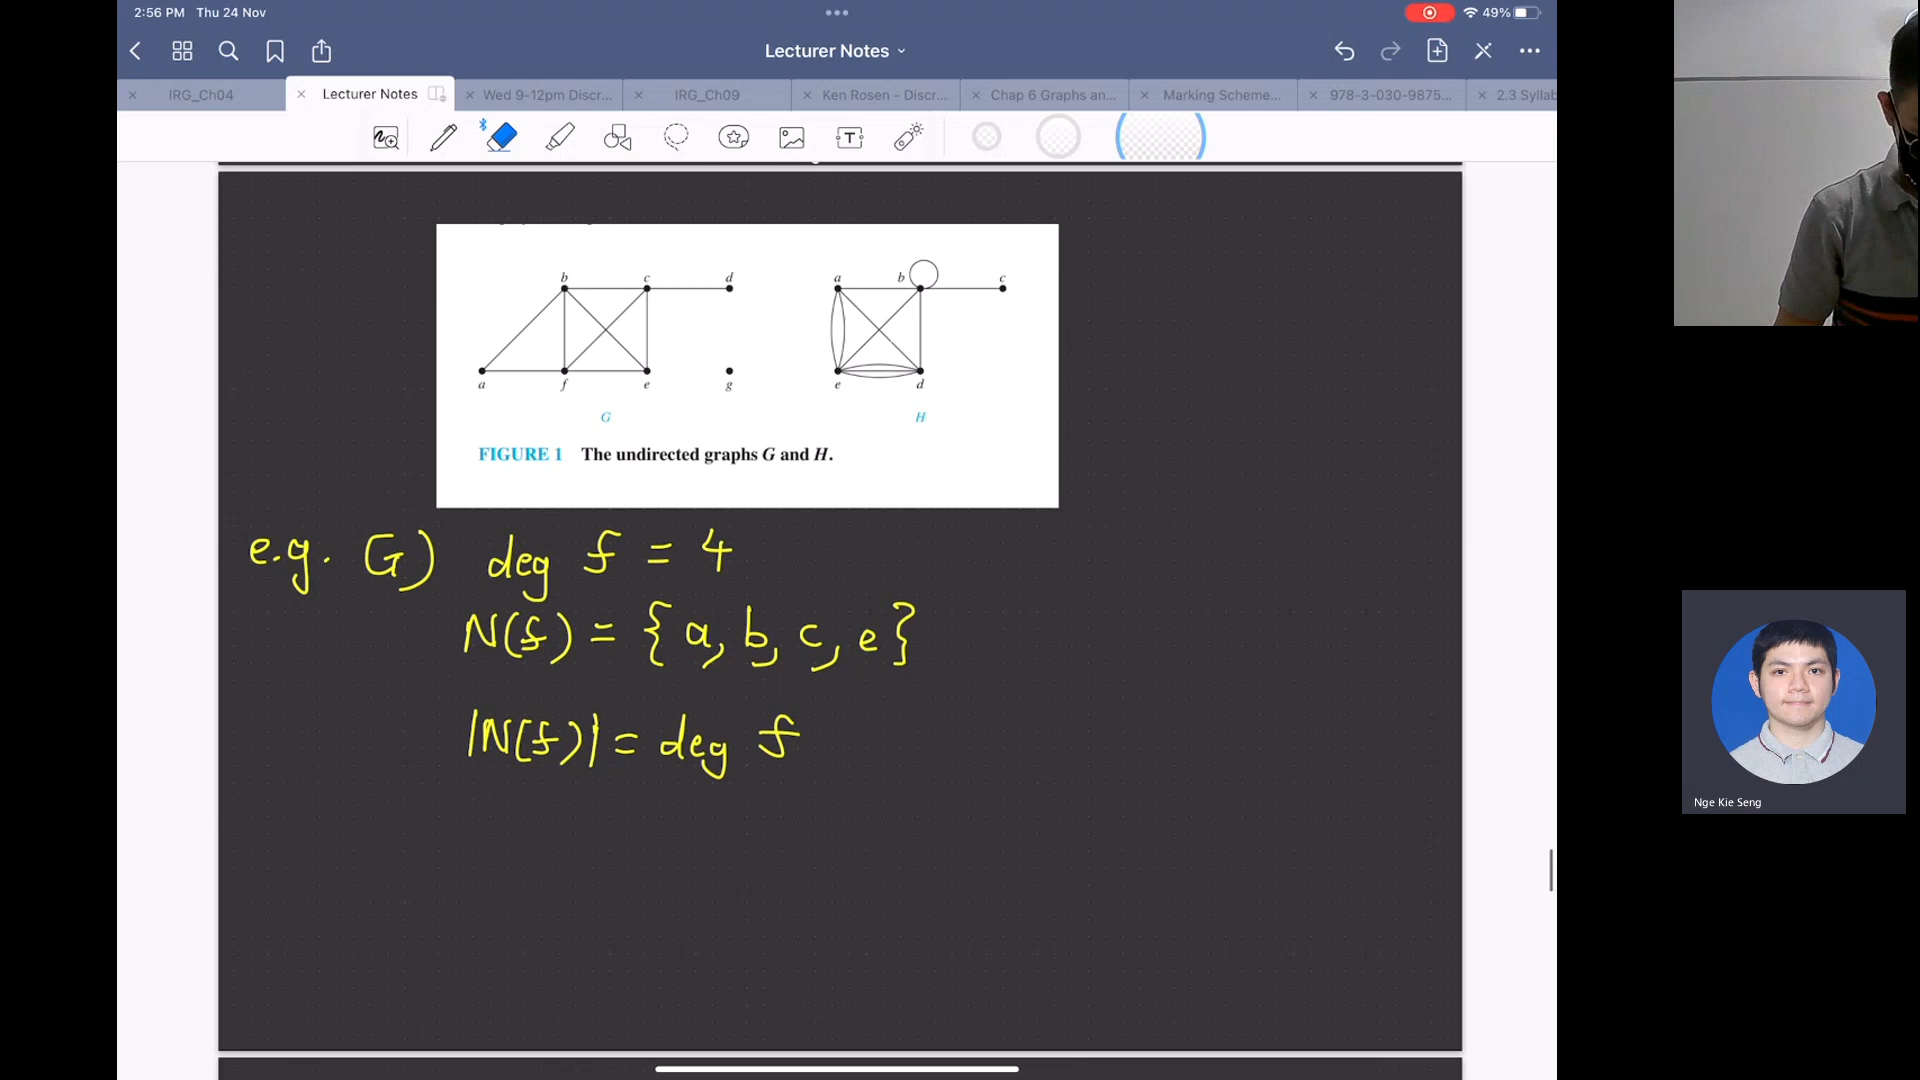 2:56 PM Thu 24 Nov
49%
Lecturer Notes
IRG_Ch04
Lecturer Notes
Wed 9-12pm Discr...
IRG_Ch09
Ken Rosen – Discr...
Chap 6 Graphs an...
Marking Scheme...
978-3-030-9875...
2.3 Syllab
T
b c d a b c
a f e g e d
G H
FIGURE 1 The undirected graphs G and H.
e.g. G) deg f = 4
N(f) = {a, b, c, e}
|N(f)| = deg f
Nge Kie Seng